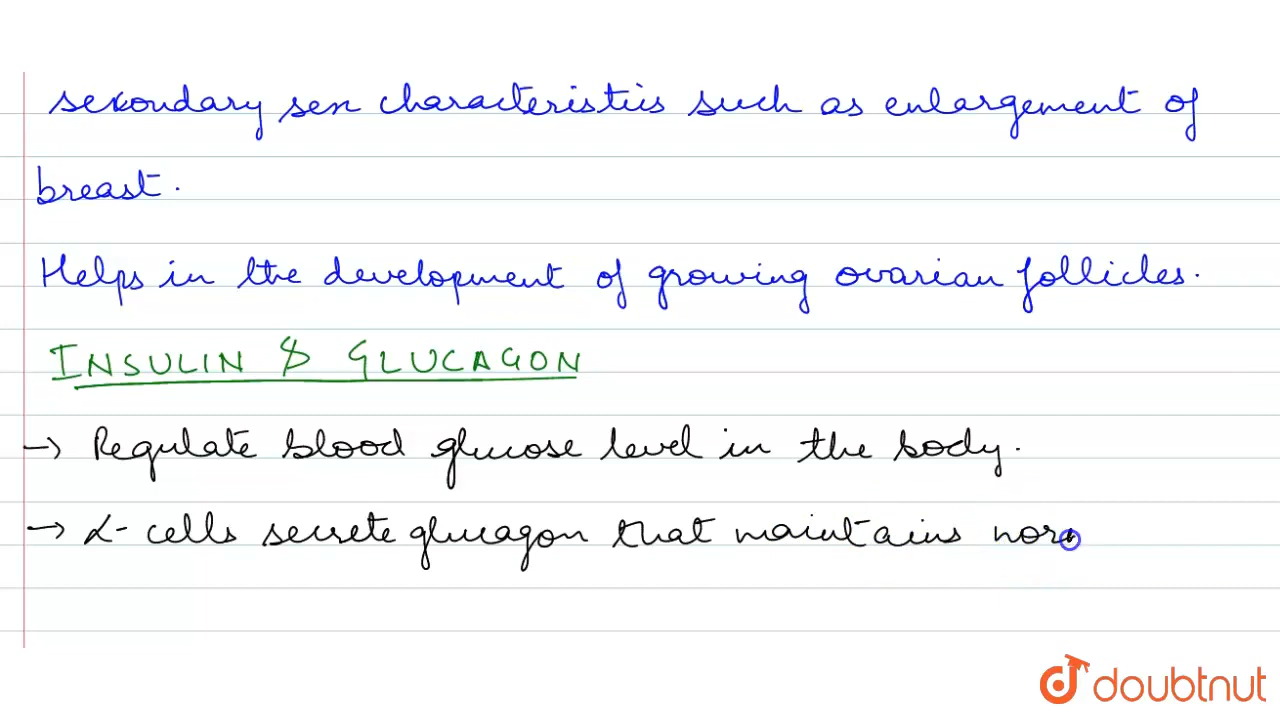 secondary sex characteristics such as enlargement of
breast.
Helps in the development of growing ovarian follicles.
INSULIN & GLUCAGON
→ Regulate blood glucose level in the body.
→ α- cells secrete glucagon that maintains nor
doubtnut